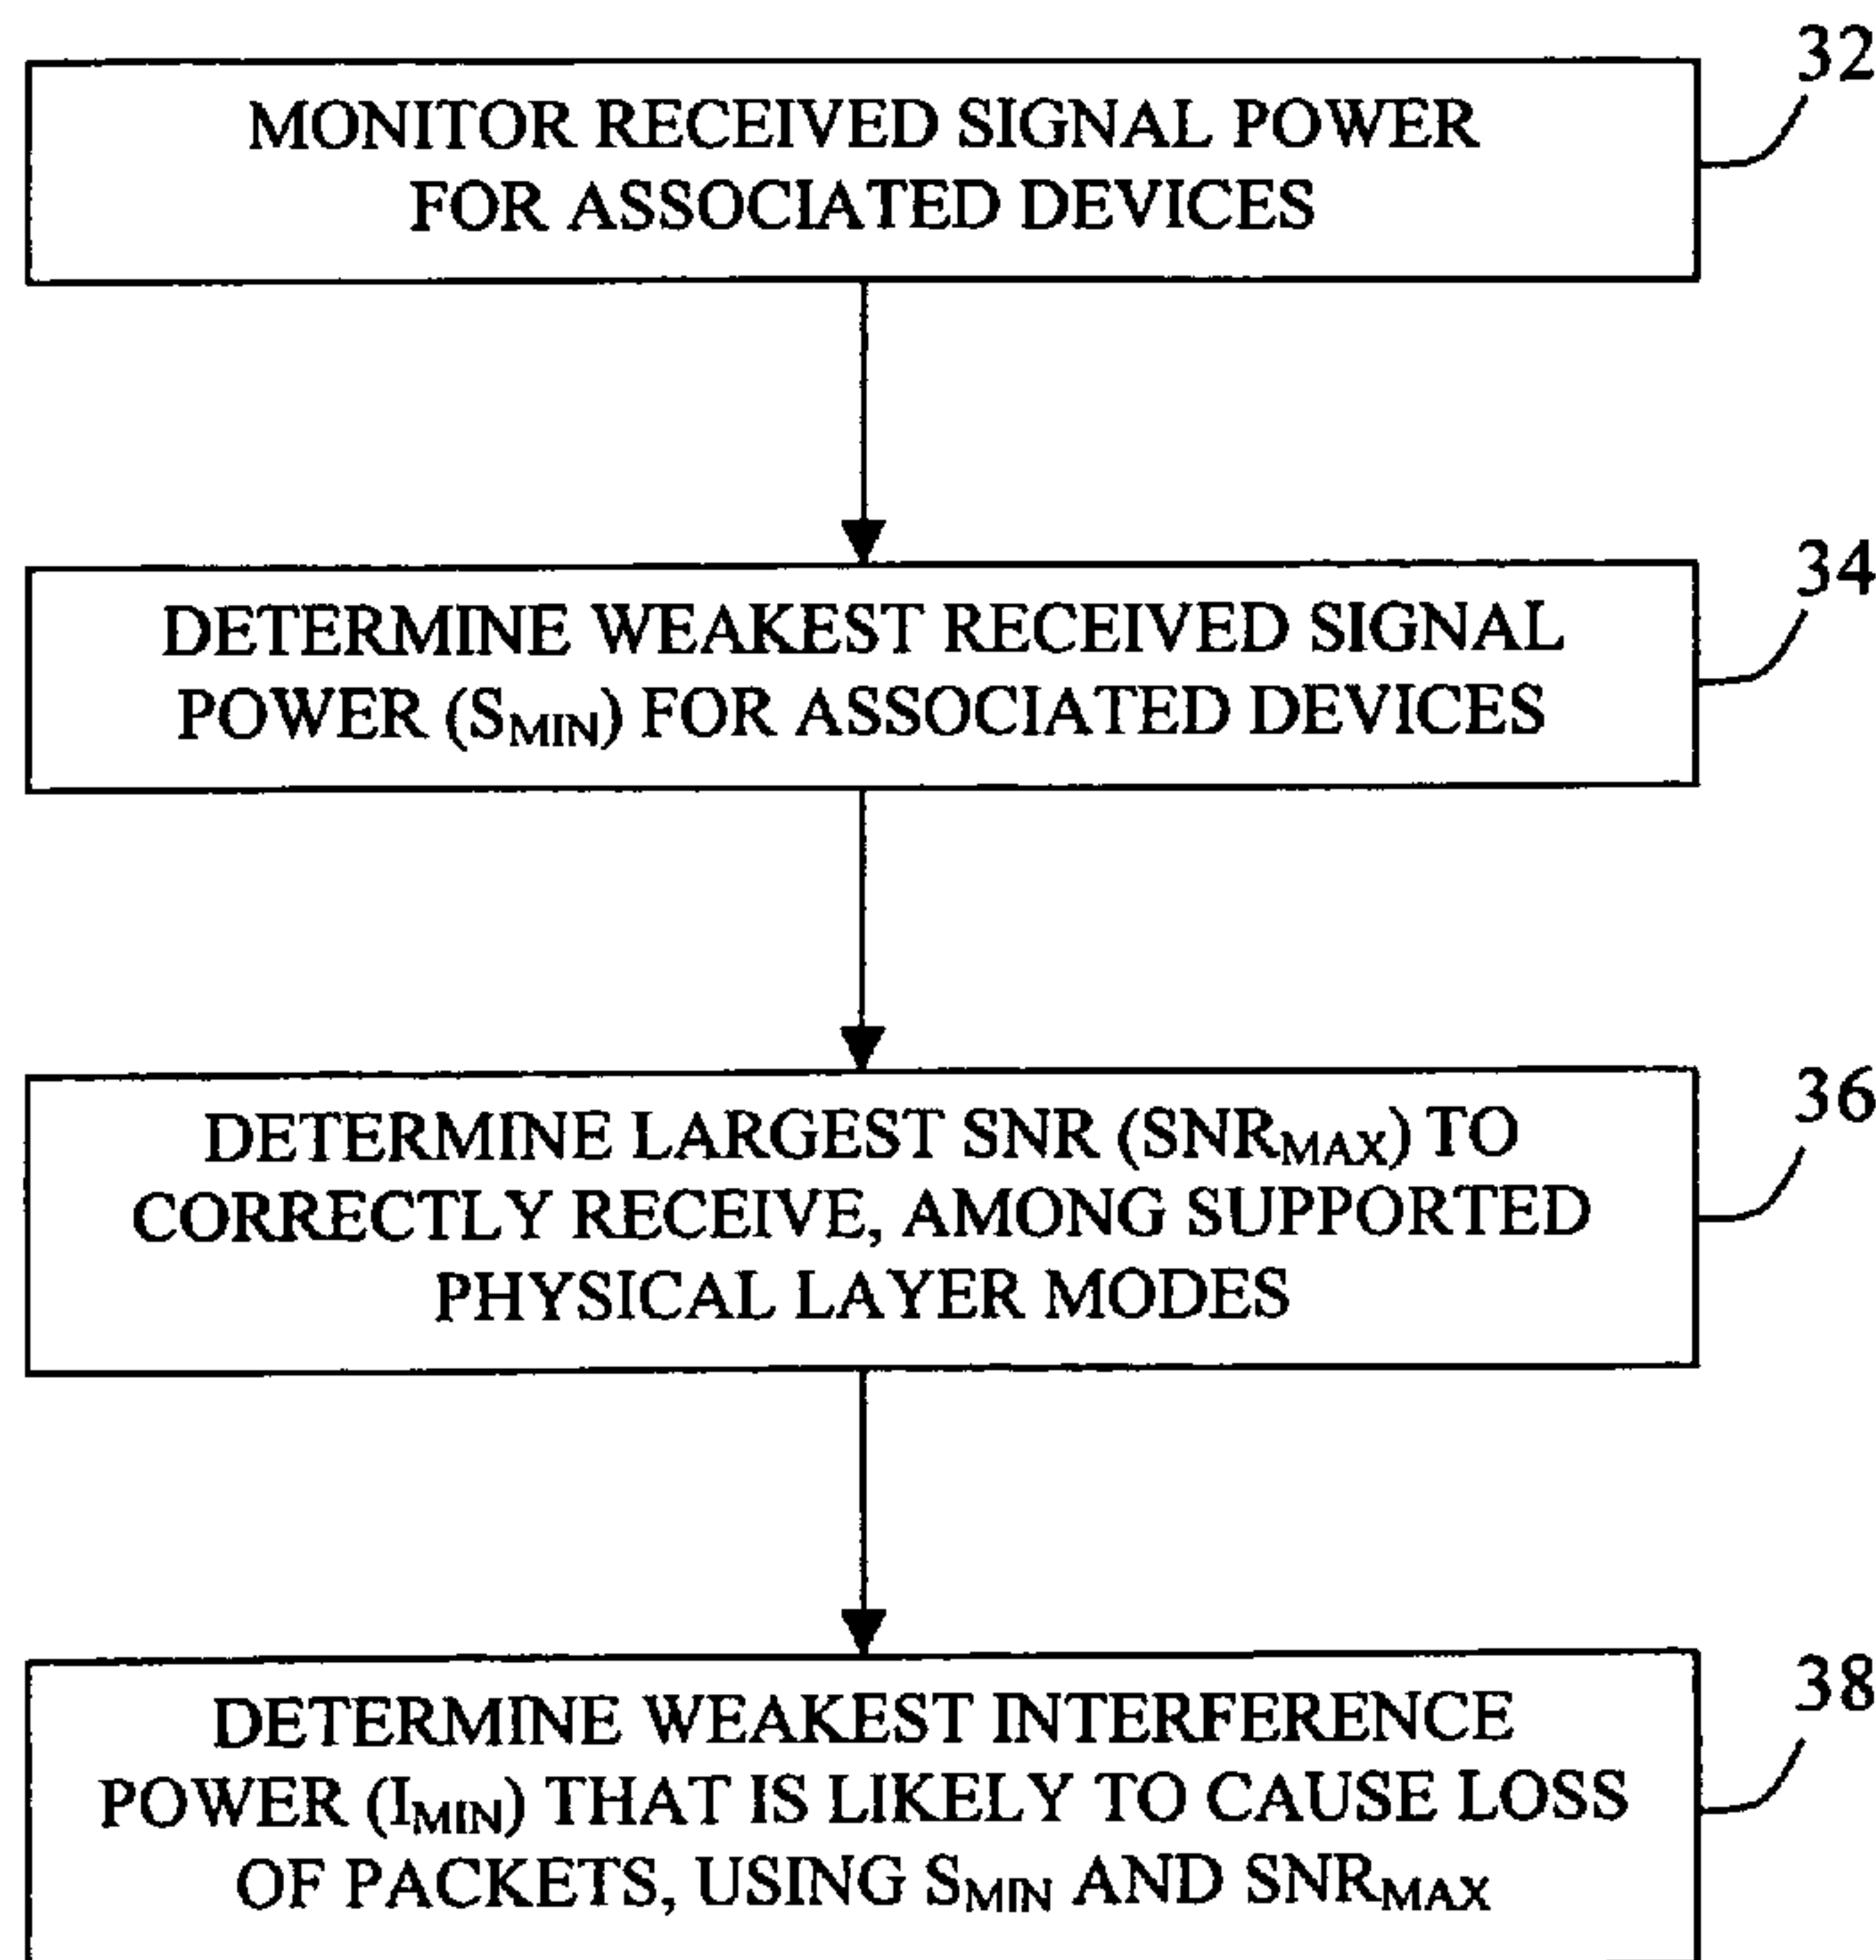 32
MONITOR RECEIVED SIGNAL POWER
FOR ASSOCIATED DEVICES
34
DETERMINE WEAKEST RECEIVED SIGNAL
POWER (SMIN) FOR ASSOCIATED DEVICES
36
DETERMINE LARGEST SNR (SNRMAX) TO
CORRECTLY RECEIVE, AMONG SUPPORTED
PHYSICAL LAYER MODES
38
DETERMINE WEAKEST INTERFERENCE
POWER (IMIN) THAT IS LIKELY TO CAUSE LOSS
OF PACKETS, USING SMIN AND SNRMAX